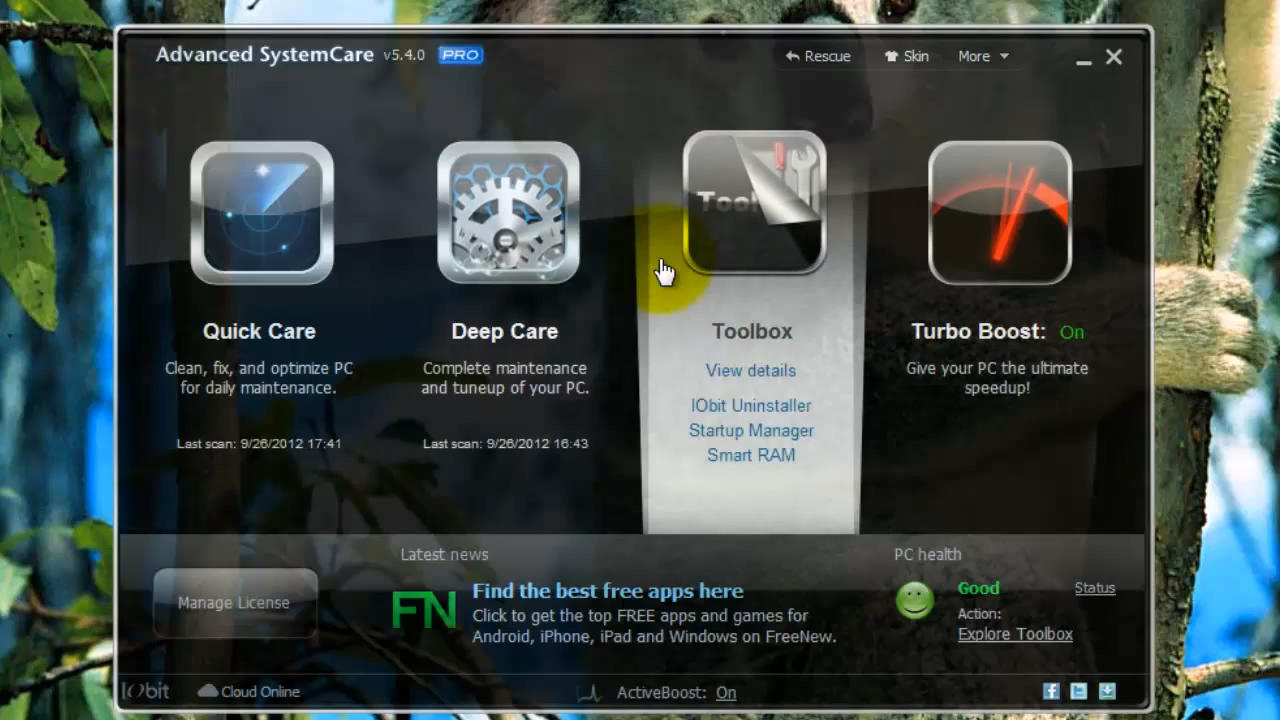 Advanced SystemCare v5.4.0 PRO
Rescue Skin More
Tool
Quick Care
Clean, fix, and optimize PC
for daily maintenance.
Last scan: 9/26/2012 17:41
Deep Care
Complete maintenance
and tuneup of your PC.
Last scan: 9/26/2012 16:43
Toolbox
View details
IObit Uninstaller
Startup Manager
Smart RAM
Turbo Boost: On
Give your PC the ultimate
speedup!
Manage License
Latest news
FN
Find the best free apps here
Click to get the top FREE apps and games for
Android, iPhone, iPad and Windows on FreeNew.
PC health
Good
Status
Action:
Explore Toolbox
IObit
Cloud Online
ActiveBoost: On